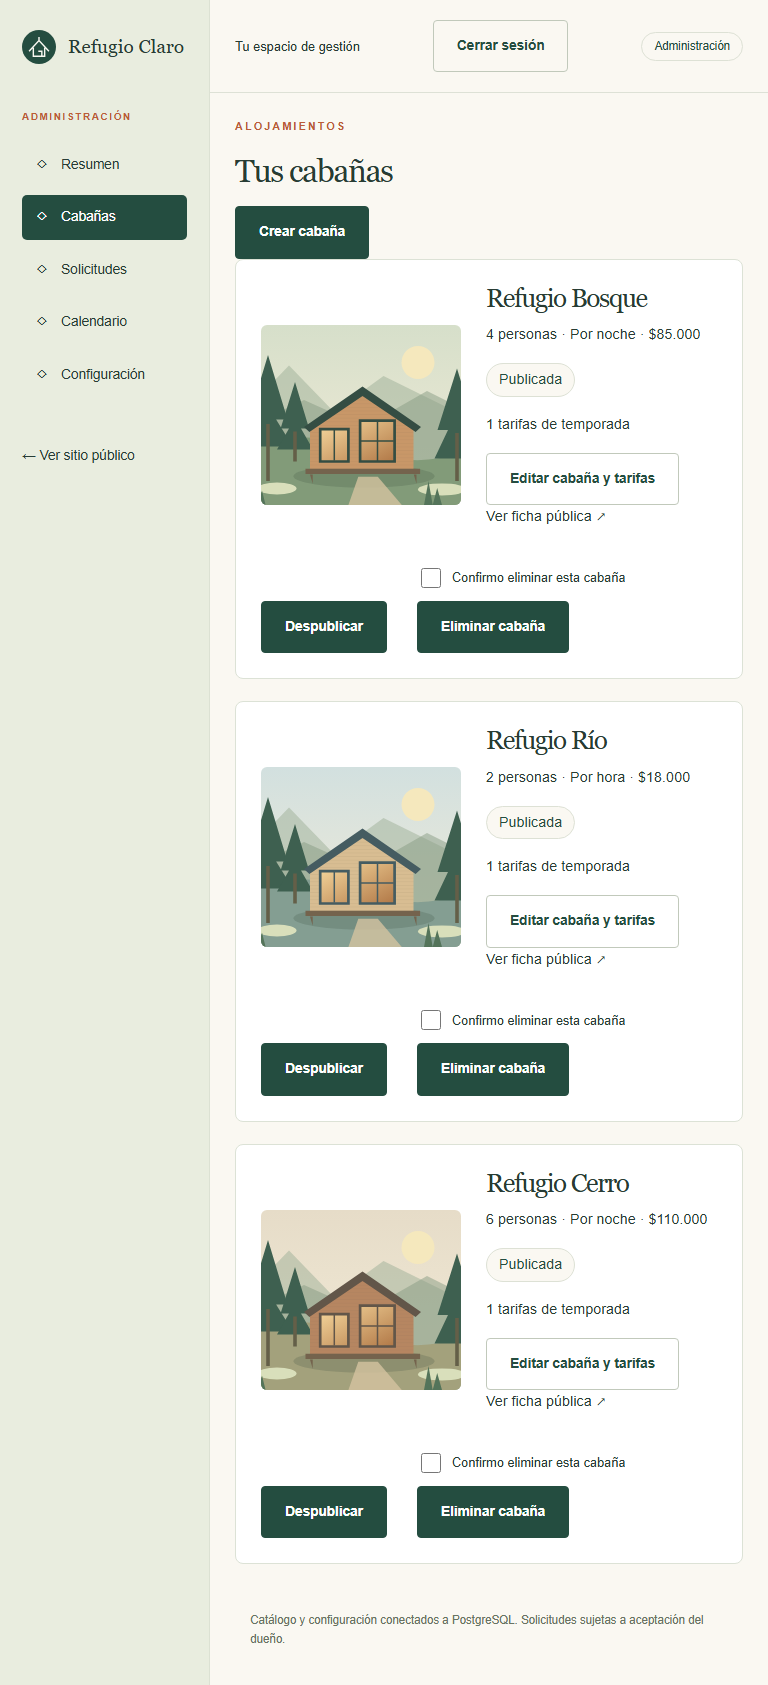 Refugio Claro
ADMINISTRACIÓN
◇ Resumen
◇ Cabañas
◇ Solicitudes
◇ Calendario
◇ Configuración
← Ver sitio público
Tu espacio de gestión
Cerrar sesión
Administración
ALOJAMIENTOS
Tus cabañas
Crear cabaña
Refugio Bosque
4 personas · Por noche · $85.000
Publicada
1 tarifas de temporada
Editar cabaña y tarifas
Ver ficha pública ↗
Confirmo eliminar esta cabaña
Despublicar
Eliminar cabaña
Refugio Río
2 personas · Por hora · $18.000
Publicada
1 tarifas de temporada
Editar cabaña y tarifas
Ver ficha pública ↗
Confirmo eliminar esta cabaña
Despublicar
Eliminar cabaña
Refugio Cerro
6 personas · Por noche · $110.000
Publicada
1 tarifas de temporada
Editar cabaña y tarifas
Ver ficha pública ↗
Confirmo eliminar esta cabaña
Despublicar
Eliminar cabaña
Catálogo y configuración conectados a PostgreSQL. Solicitudes sujetas a aceptación del
dueño.